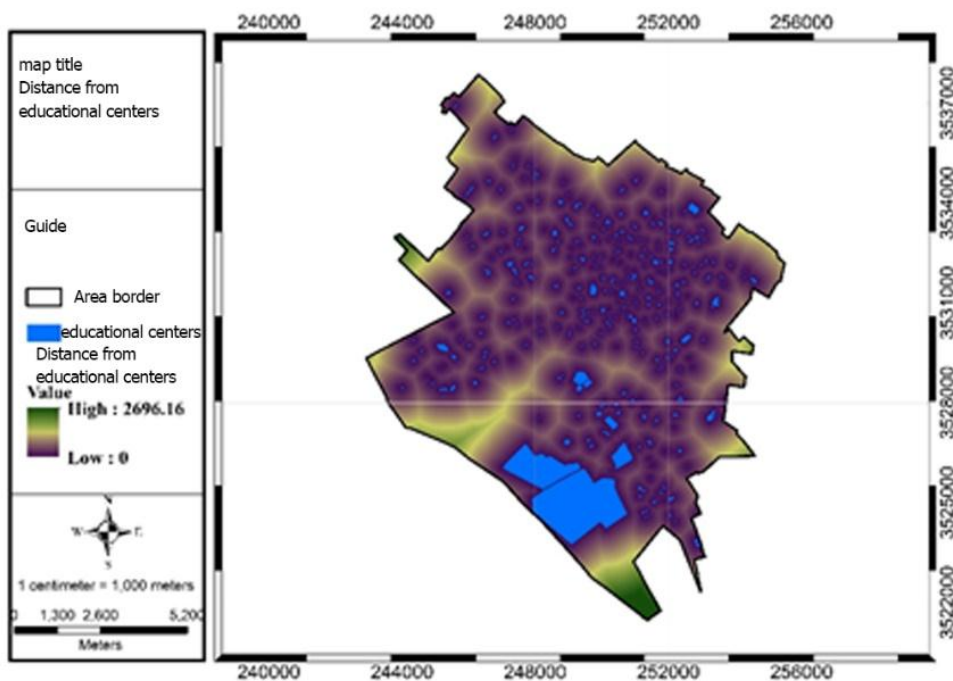 map title
Distance from
educational centers
Guide
Area border
educational centers
Distance from
educational centers
Value
High : 2696.16
Low : 0
N
W
E
S
1 centimeter = 1,000 meters
0 1,300 2,600 5,200
Meters
240000 244000 248000 252000 256000
3537000
3534000
3531000
3528000
3525000
3522000
240000 244000 248000 252000 256000